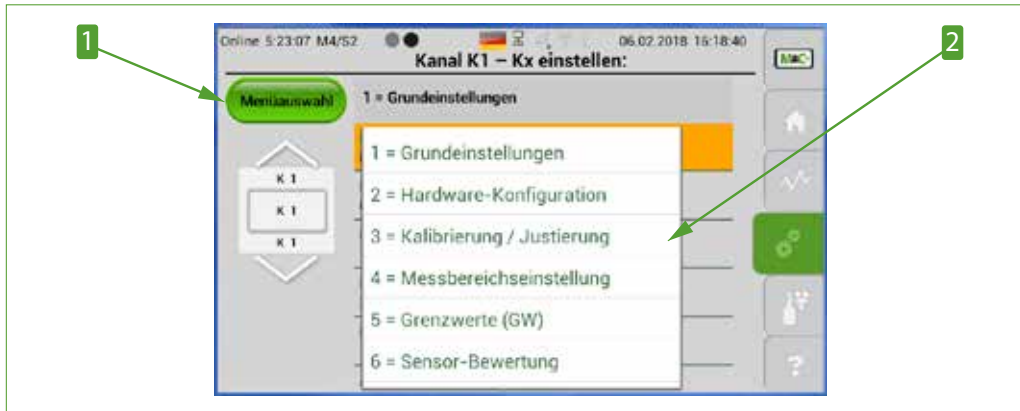 1
2
Online 5:23:07 M4/S2
06.02.2018 16:18:40
Kanal K1 – Kx einstellen:
Menüauswahl
1 = Grundeinstellungen
1 = Grundeinstellungen
2 = Hardware-Konfiguration
3 = Kalibrierung / Justierung
4 = Messbereichseinstellung
5 = Grenzwerte (GW)
6 = Sensor-Bewertung
K 1
K 1
K 1
?